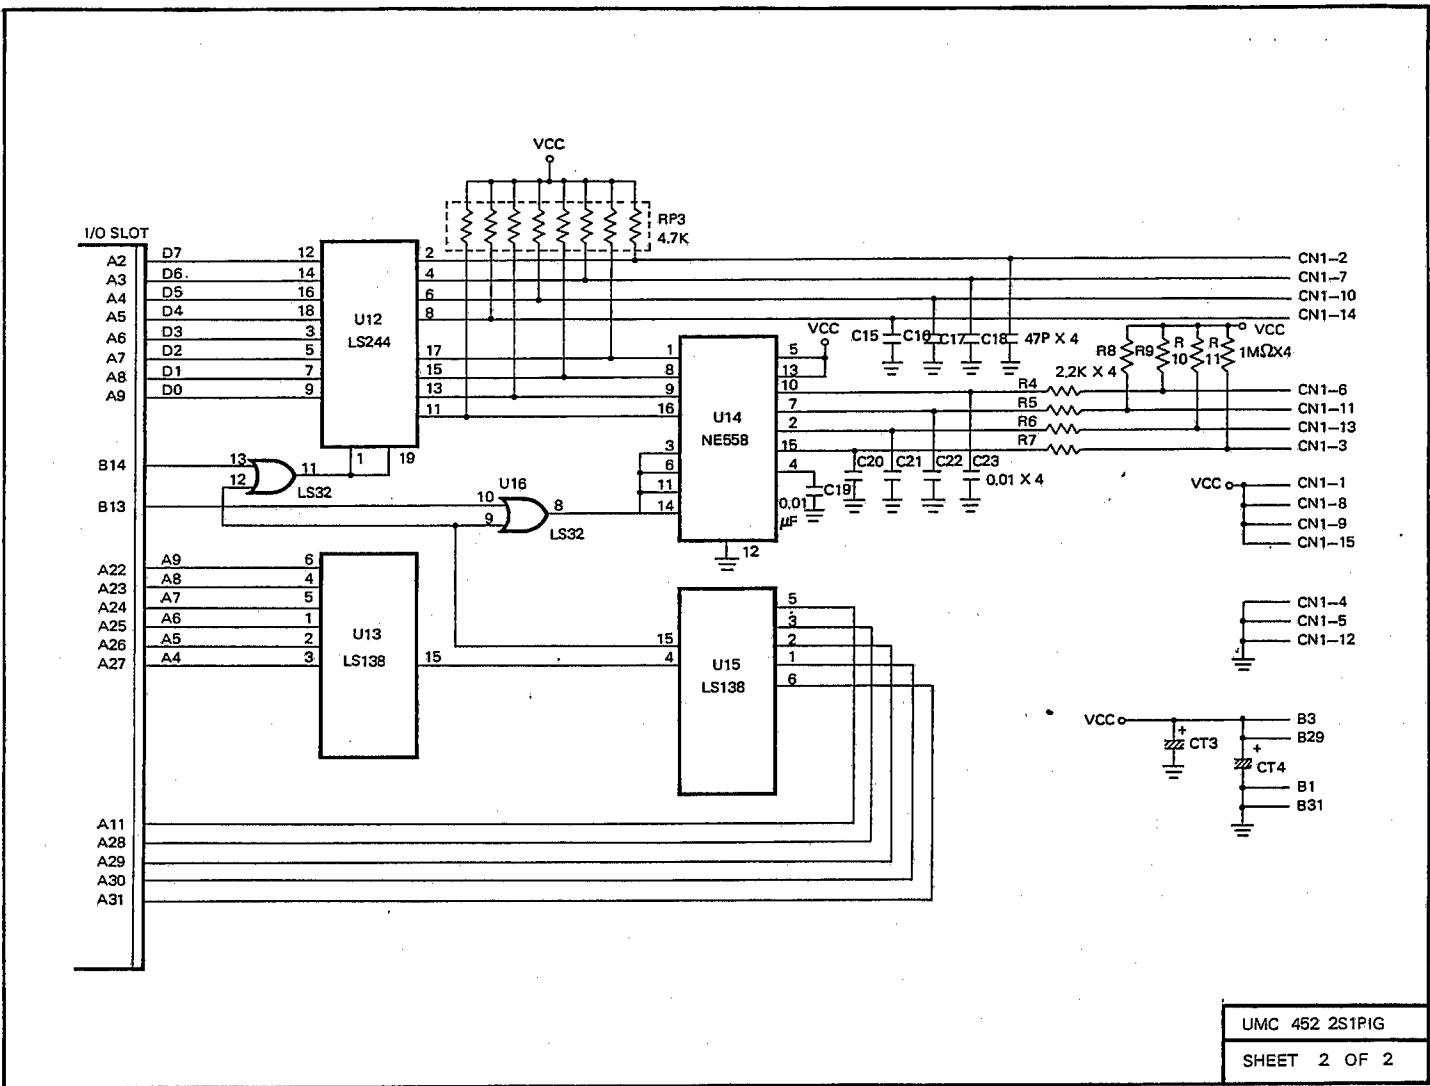 VCC
RP3
4.7K
I/O SLOT
A2 D7 12 2 CN1-2
A3 D6 14 4 CN1-7
A4 D5 16 6 CN1-10
A5 D4 18 8 CN1-14
U12
LS244
A6 D3 3
A7 D2 5 17
A8 D1 7 15
A9 D0 9 13
11
C15 C16 C17 C18 47P X 4
VCC
VCC
R8 R9 R10 R11 1MΩX4
2.2K X 4
1 5
8 13
9 10 R4 CN1-6
16 7 R5 CN1-11
2 R6 CN1-13
15 R7 CN1-3
U14
NE558
3 4
6
11
14
12
C19
0.01
µF
C20 C21 C22 C23
0.01 X 4
B14 13 11 1 19
12
LS32
B13 10 8
9
U16
LS32
VCC CN1-1
CN1-8
CN1-9
CN1-15
A22 A9 6
A23 A8 4
A24 A7 5
A25 A6 1
A26 A5 2
A27 A4 3
U13
LS138
15
15
4
U15
LS138
5
3
2
1
6
CN1-4
CN1-5
CN1-12
VCC B3
B29
+ CT3
+ CT4
B1
B31
A11
A28
A29
A30
A31
UMC 452 2S1PIG
SHEET 2 OF 2